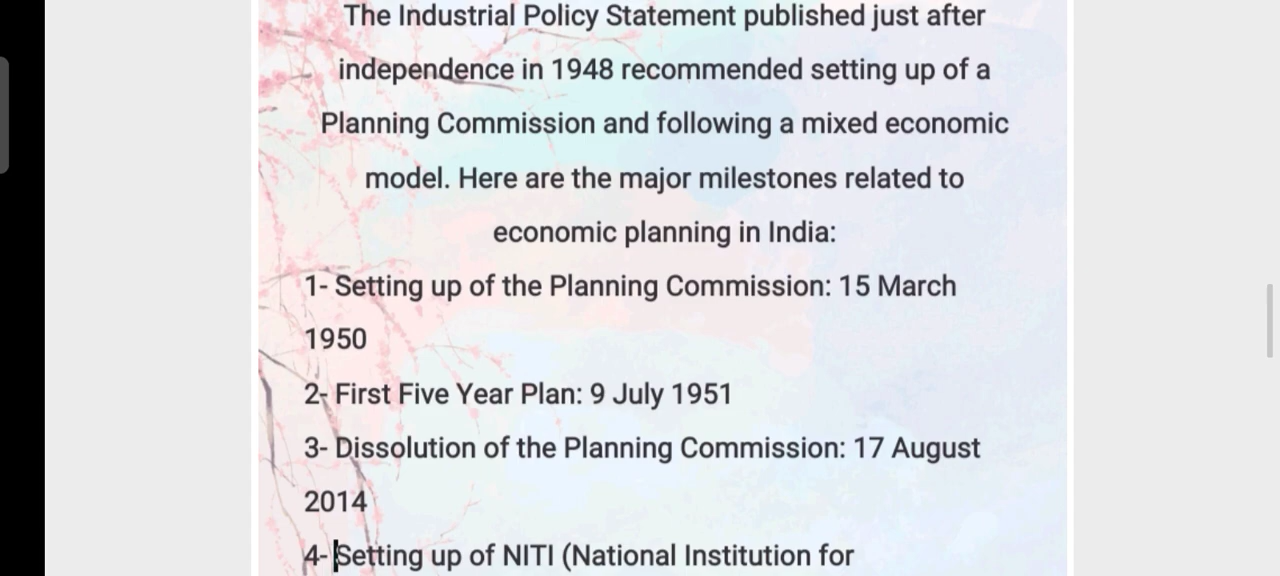 The Industrial Policy Statement published just after
independence in 1948 recommended setting up of a
Planning Commission and following a mixed economic
model. Here are the major milestones related to
economic planning in India:
1- Setting up of the Planning Commission: 15 March
1950
2- First Five Year Plan: 9 July 1951
3- Dissolution of the Planning Commission: 17 August
2014
4- Setting up of NITI (National Institution for